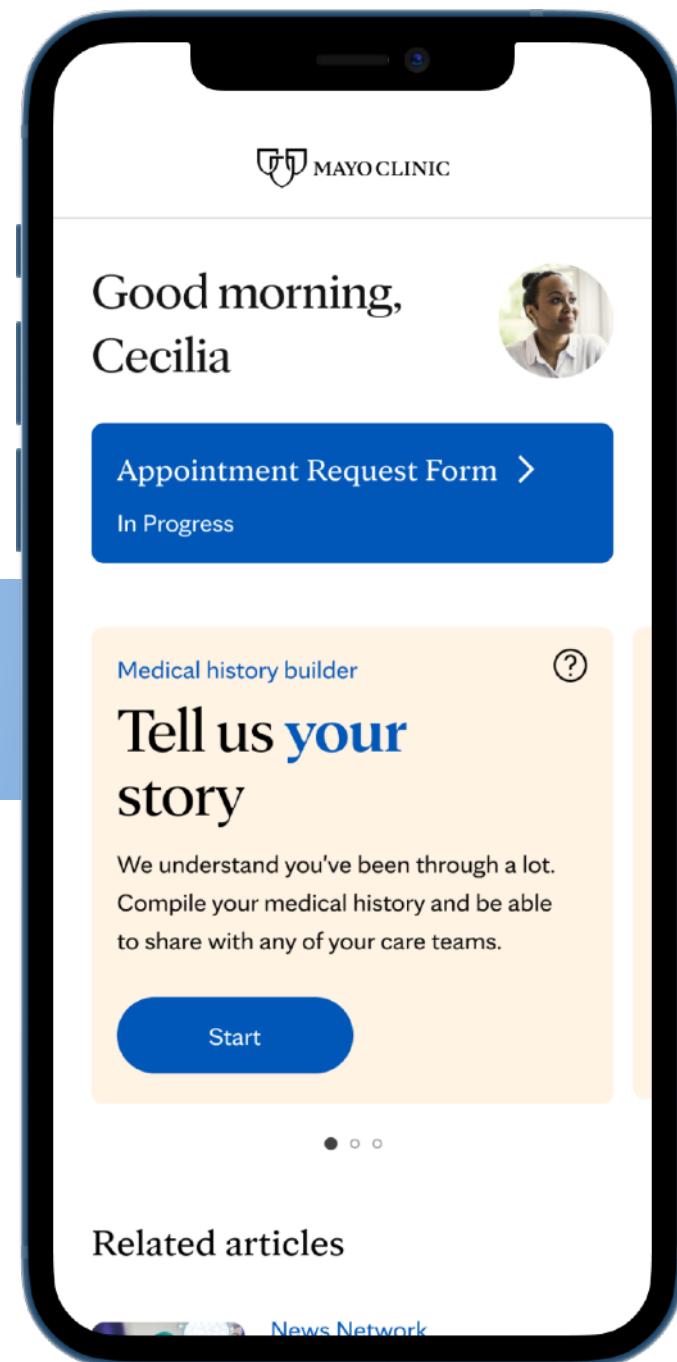 MAYO CLINIC
Good morning,
Cecilia
Appointment Request Form
In Progress
Medical history builder
?
Tell us your
story
We understand you've been through a lot.
Compile your medical history and be able
to share with any of your care teams.
Start
Related articles
News Network